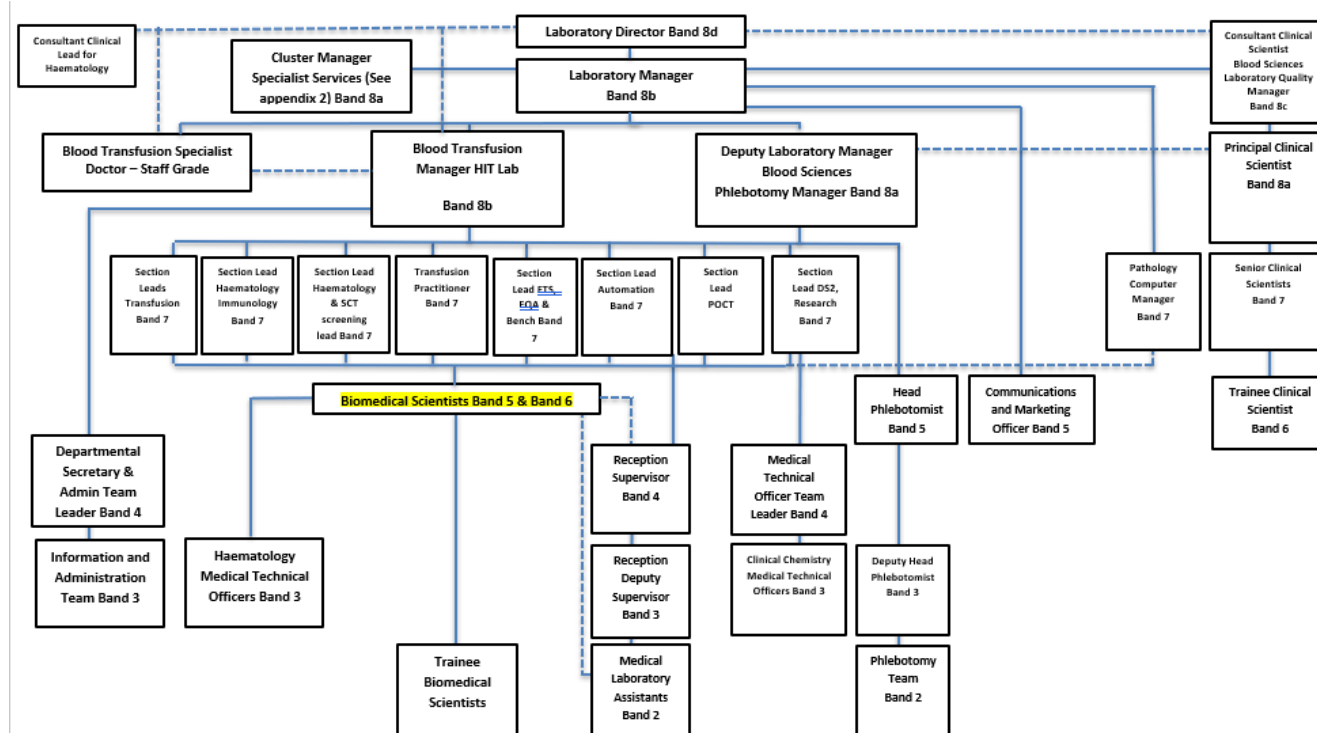 Consultant Clinical
Lead for
Haematology
Laboratory Director Band 8d
Consultant Clinical
Scientist
Blood Sciences
Laboratory Quality
Manager
Band 8c
Cluster Manager
Specialist Services (See
appendix 2) Band 8a
Laboratory Manager
Band 8b
Blood Transfusion Specialist
Doctor – Staff Grade
Blood Transfusion
Manager HIT Lab
Band 8b
Deputy Laboratory Manager
Blood Sciences
Phlebotomy Manager Band 8a
Principal Clinical
Scientist
Band 8a
Section
Leads
Transfusion
Band 7
Section Lead
Haematology
Immunology
Band 7
Section Lead
Haematology
& SCT
screening
lead Band 7
Transfusion
Practitioner
Band 7
Section
Lead ETS,
EQA &
Bench Band
7
Section Lead
Automation
Band 7
Section
Lead
POCT
Section
Lead DS2,
Research
Band 7
Pathology
Computer
Manager
Band 7
Senior Clinical
Scientists
Band 7
Biomedical Scientists Band 5 & Band 6
Head
Phlebotomist
Band 5
Communications
and Marketing
Officer Band 5
Trainee Clinical
Scientist
Band 6
Departmental
Secretary &
Admin Team
Leader Band 4
Reception
Supervisor
Band 4
Medical
Technical
Officer Team
Leader Band 4
Information and
Administration
Team Band 3
Haematology
Medical Technical
Officers Band 3
Reception
Deputy
Supervisor
Band 3
Clinical Chemistry
Medical Technical
Officers Band 3
Deputy Head
Phlebotomist
Band 3
Trainee
Biomedical
Scientists
Medical
Laboratory
Assistants
Band 2
Phlebotomy
Team
Band 2